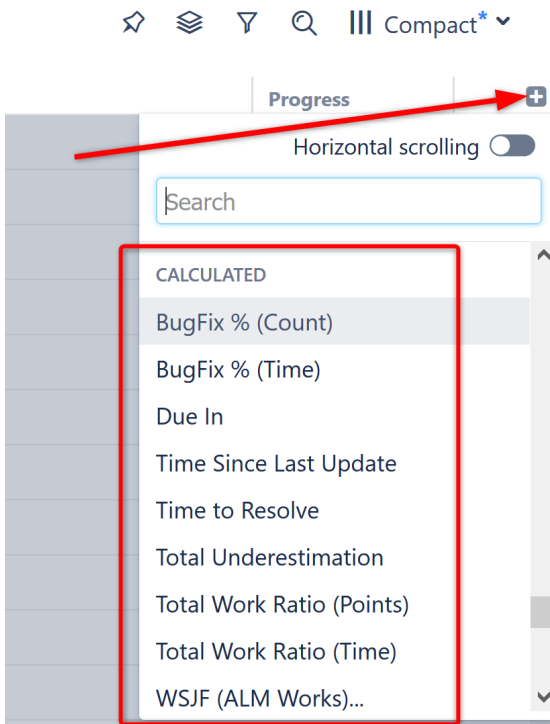 Compact*
Progress
Horizontal scrolling
Search
CALCULATED
BugFix % (Count)
BugFix % (Time)
Due In
Time Since Last Update
Time to Resolve
Total Underestimation
Total Work Ratio (Points)
Total Work Ratio (Time)
WSJF (ALM Works)...